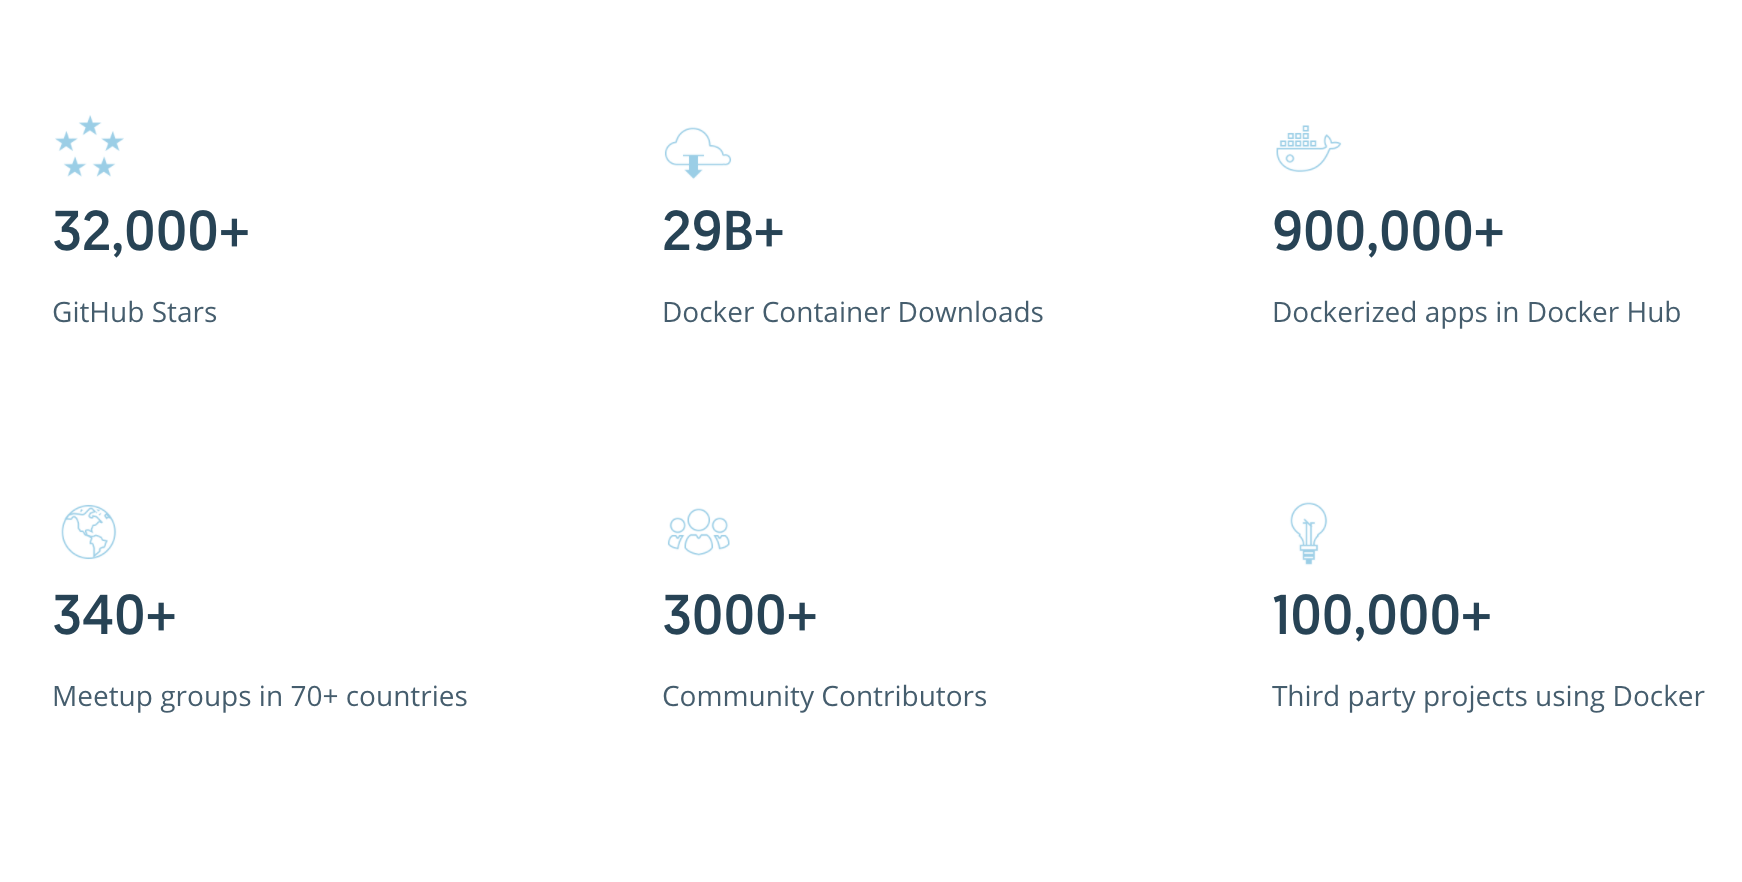 32,000+
GitHub Stars
29B+
Docker Container Downloads
900,000+
Dockerized apps in Docker Hub
340+
Meetup groups in 70+ countries
3000+
Community Contributors
100,000+
Third party projects using Docker